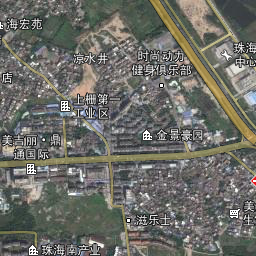 海宏苑
凉水井
时尚动力
健身俱乐部
珠海
中心
店
上栅第一
工业区
金景豪园
美吉丽·鼎
通国际
滋乐士
美
生
珠海南产业